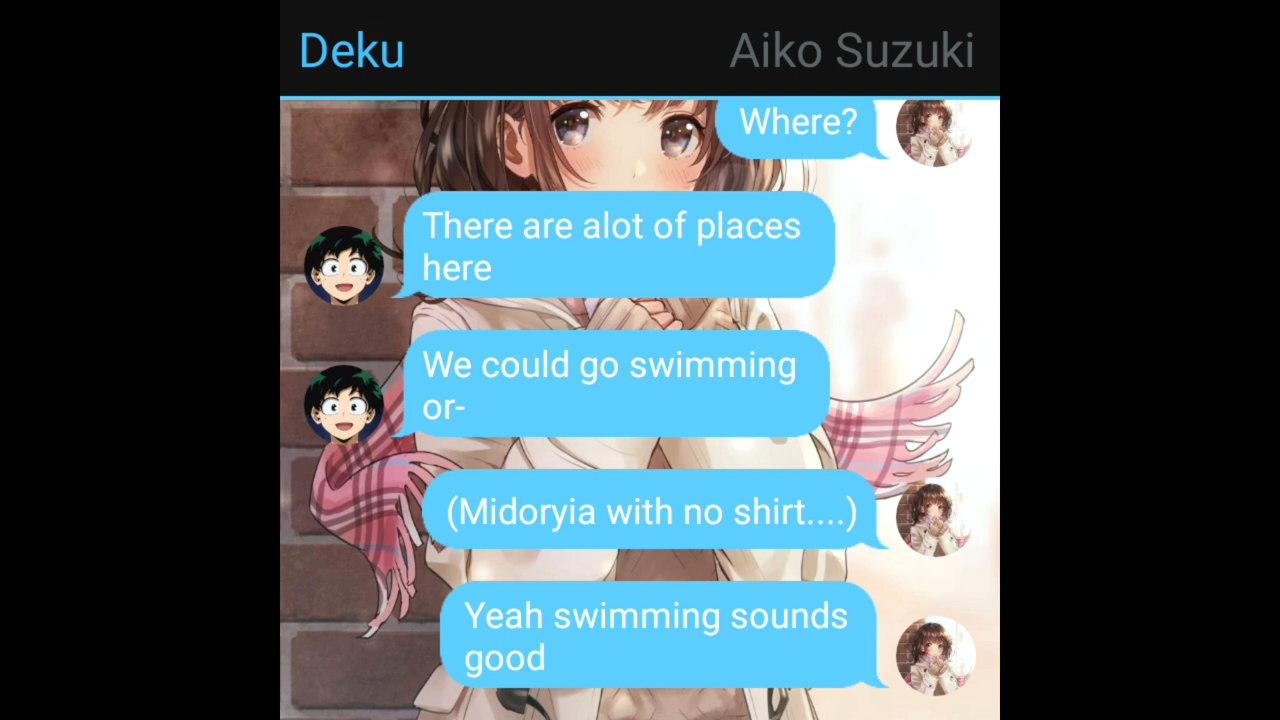 Deku
Aiko Suzuki
Where?
There are alot of places
here
We could go swimming
or-
(Midoryia with no shirt....)
Yeah swimming sounds
good